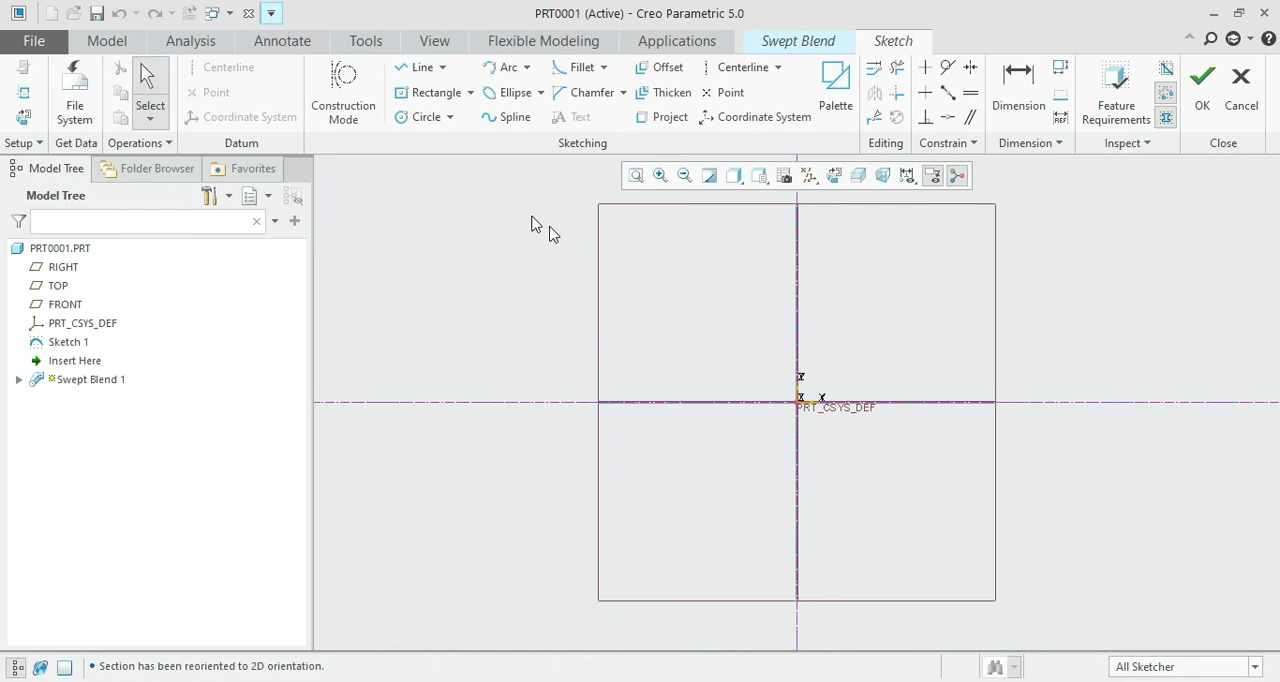 PRT0001 (Active) - Creo Parametric 5.0
File Model Analysis Annotate Tools View Flexible Modeling Applications Swept Blend Sketch
Centerline Line Arc Fillet Offset Centerline
Point Rectangle Ellipse Chamfer Thicken Point
Coordinate System Circle Spline Text Project Coordinate System
File System Select Construction Mode Palette Dimension REF Feature Requirements OK Cancel
Setup Get Data Operations Datum Sketching Editing Constrain Dimension Inspect Close
Model Tree Folder Browser Favorites
Model Tree
PRT0001.PRT
RIGHT
TOP
FRONT
PRT_CSYS_DEF
Sketch 1
Insert Here
Swept Blend 1
X
PRT_CSYS_DEF
Section has been reoriented to 2D orientation.
All Sketcher